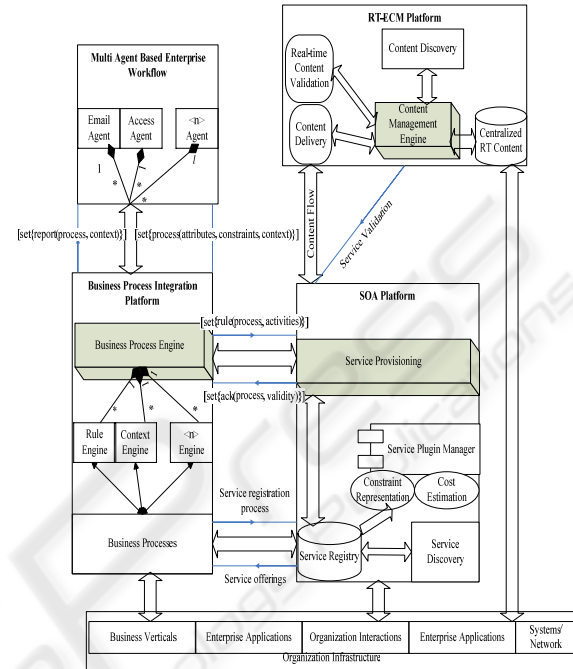 RT-ECM Platform
Real-time
Content
Validation
Content Discovery
Content
Delivery
Content
Management
Engine
Centralized
RT Content
Multi Agent Based Enterprise
Workflow
Email
Agent
Access
Agent
<n>
Agent
1
1
1
*
*
*
[set{report(process, context)}]
[set{process(attributes, constraints, context)}]
Content Flow
Service Validation
Business Process Integration
Platform
Business Process Engine
1
1
1
*
*
*
Rule
Engine
Context
Engine
<n>
Engine
Business Processes
[set{rule(process, activities)}]
[set{ack(process, validity)}]
Service registration
process
Service offerings
SOA Platform
Service Provisioning
Service Plugin Manager
Constraint
Representation
Cost
Estimation
Service Registry
Service
Discovery
Business Verticals
Enterprise Applications
Organization Interactions
Enterprise Applications
Systems/
Network
Organization Infrastructure